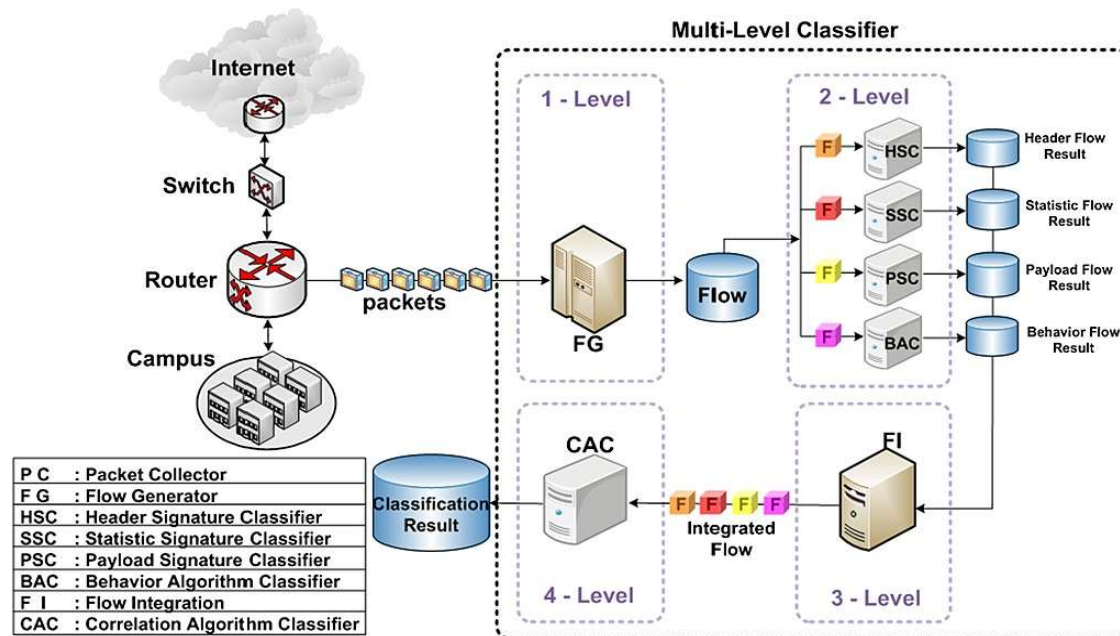 Multi-Level Classifier
Internet
Switch
Router
packets
Campus
1 - Level
FG
Flow
2 - Level
F
HSC
Header Flow
Result
F
SSC
Statistic Flow
Result
F
PSC
Payload Flow
Result
F
BAC
Behavior Flow
Result
CAC
FI
Classification
Result
F F F F
Integrated
Flow
4 - Level
3 - Level
P C : Packet Collector
F G : Flow Generator
HSC : Header Signature Classifier
SSC : Statistic Signature Classifier
PSC : Payload Signature Classifier
BAC : Behavior Algorithm Classifier
F I : Flow Integration
CAC : Correlation Algorithm Classifier